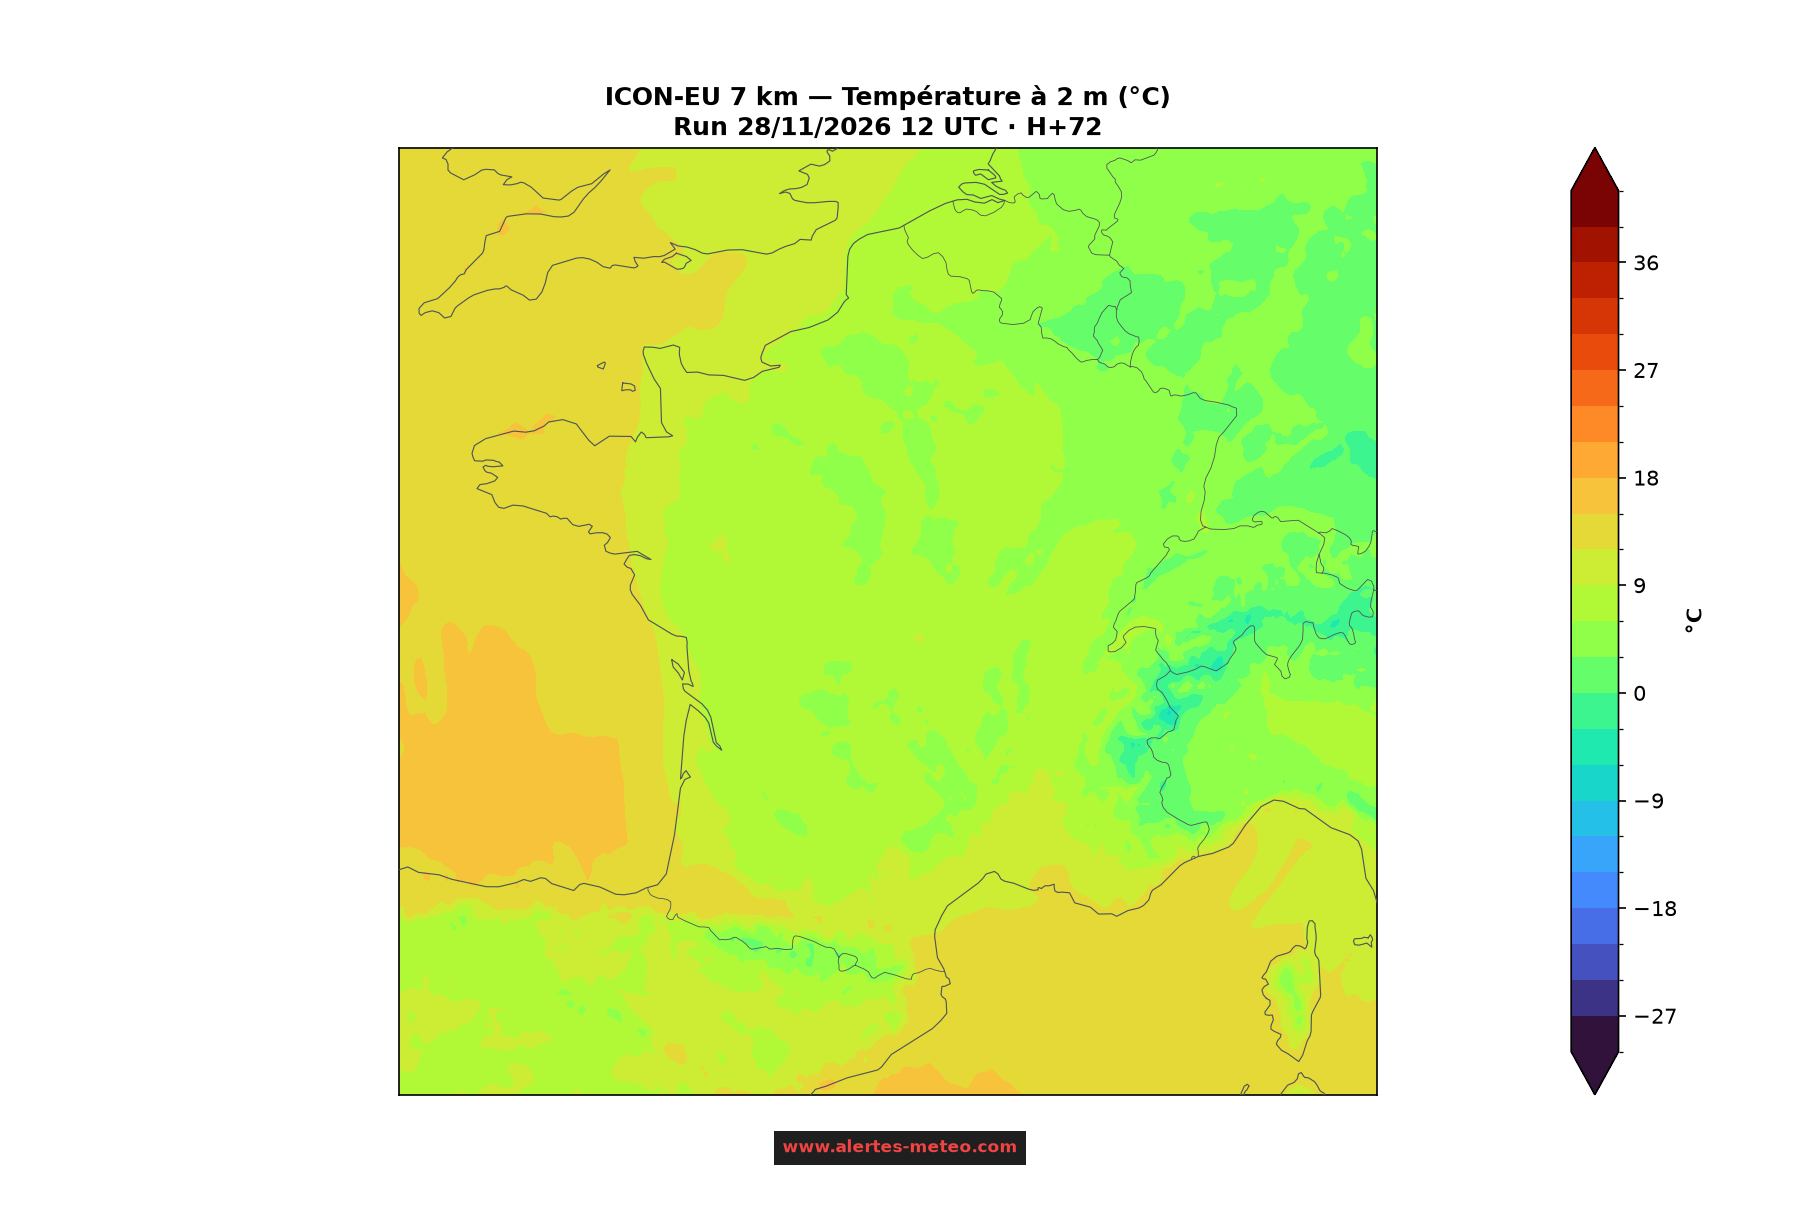 ICON-EU 7 km — Température à 2 m (°C)
Run 28/11/2026 12 UTC · H+72
36
27
18
9
0
−9
−18
−27
°C
www.alertes-meteo.com